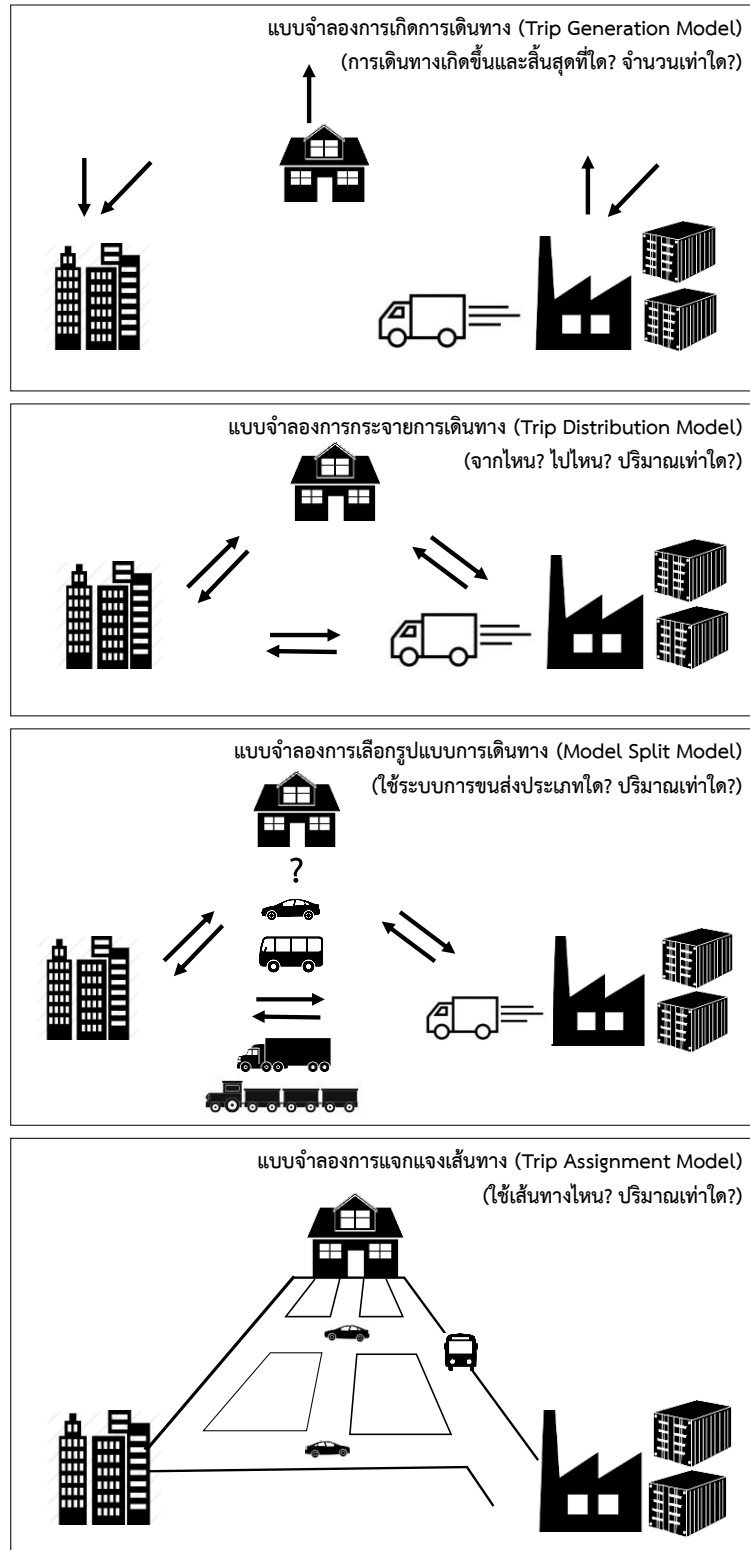 แบบจำลองการเกิดการเดินทาง (Trip Generation Model)
(การเดินทางเกิดขึ้นและสิ้นสุดที่ใด? จำนวนเท่าใด?)
แบบจำลองการกระจายการเดินทาง (Trip Distribution Model)
(จากไหน? ไปไหน? ปริมาณเท่าใด?)
แบบจำลองการเลือกรูปแบบการเดินทาง (Model Split Model)
(ใช้ระบบการขนส่งประเภทใด? ปริมาณเท่าใด?)
?
แบบจำลองการแจกแจงเส้นทาง (Trip Assignment Model)
(ใช้เส้นทางไหน? ปริมาณเท่าใด?)